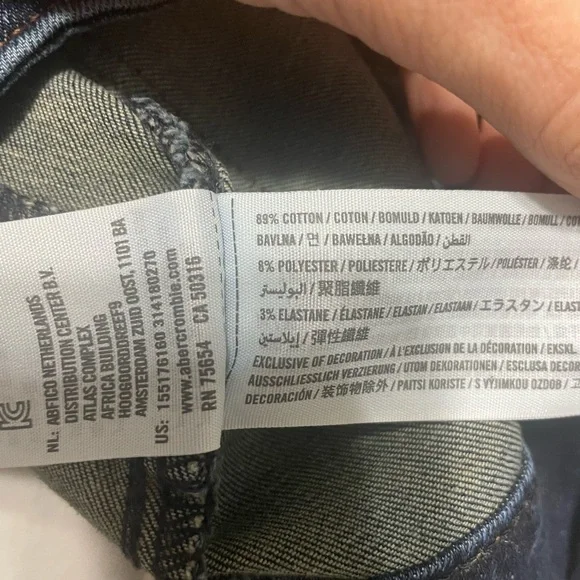 NL: ABFICO NETHERLANDS
DISTRIBUTION CENTER B.V.
ATLAS COMPLEX
AFRICA BUILDING
HOOGOORDDREEF9
AMSTERDAM ZUID OOST, 1101 BA
US: 155176160 314180270
www.abercrombie.com
RN 75654 CA 50316
89% COTTON / COTON / BOMULD / KATOEN / BAUMWOLLE / BOMULL /
BAVLNA / 면 / BAWEŁNA / ALGODÃO / القطن
8% POLYESTER / POLIESTERE / ポリエステル / POLIÉSTER / 涤纶 /
البوليستر / 聚脂纖維
3% ELASTANE / ÉLASTANE / ELASTAN / ELASTAAN / エラスタン /
إيلاستين / 彈性纖維
EXCLUSIVE OF DECORATION / À L'EXCLUSION DE LA DÉCORATION / EKSKL.
AUSSCHLIESSLICH VERZIERUNG / UTOM DEKORATIONEN / ESCLUSA
DECORACIÓN / 装饰物除外 / PAITSI KORISTE / S VÝJIMKOU OZDOB /